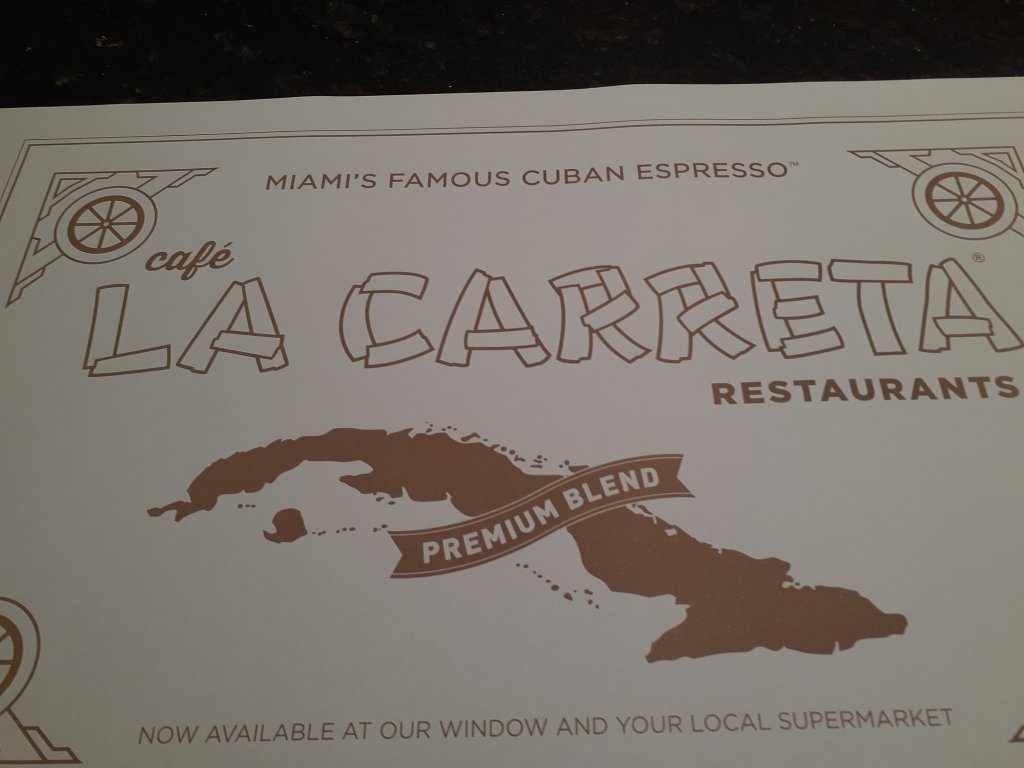 MIAMI'S FAMOUS CUBAN ESPRESSO™
café
LA CARRETA®
RESTAURANTS
PREMIUM BLEND
NOW AVAILABLE AT OUR WINDOW AND YOUR LOCAL SUPERMARKET